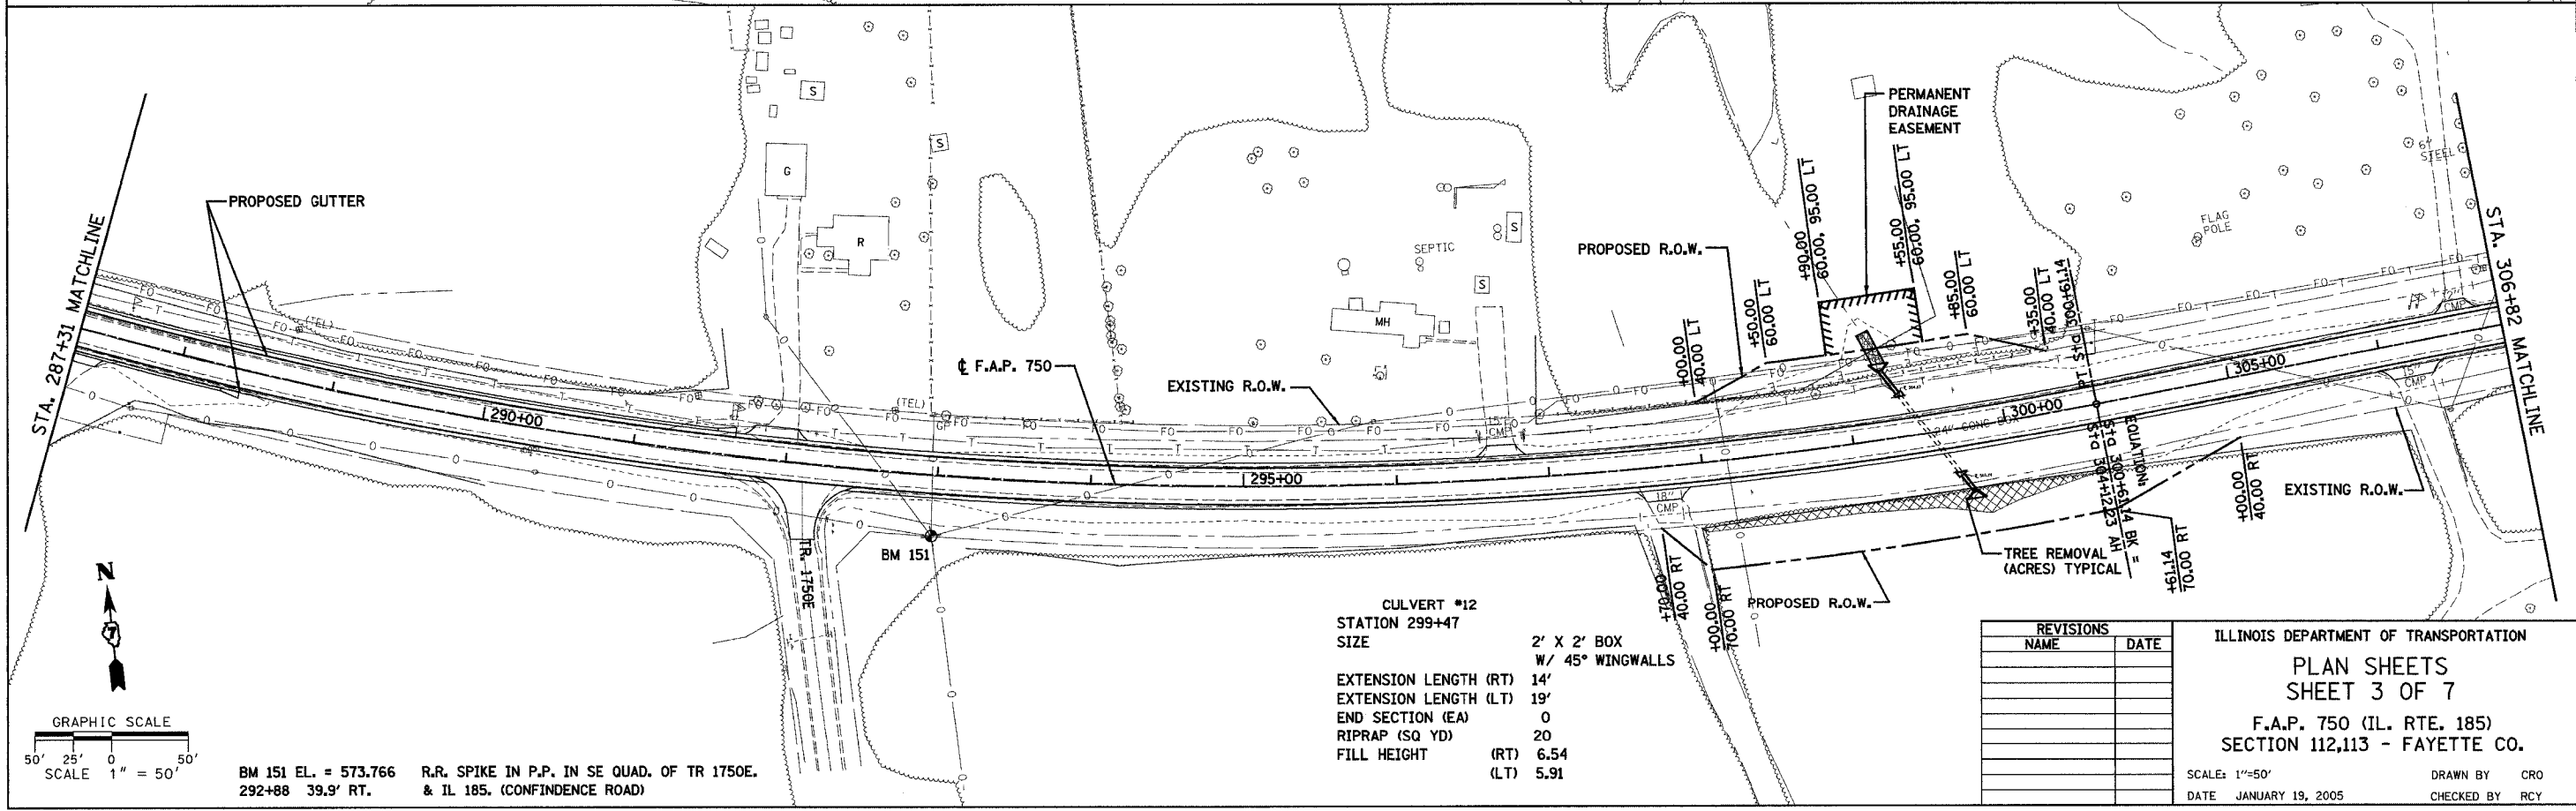 STA. 287+31 MATCHLINE
PROPOSED GUTTER
FO
T
(TEL)
290+00
S
G
R
S
(TEL)
TR. 1750E
BM 151
℄ F.A.P. 750
EXISTING R.O.W.
295+00
MH
SEPTIC
S
S
15"
CMP
18"
CMP
PROPOSED R.O.W.
+00.00
40.00 LT
+50.00
60.00 LT
+90.00
60.00, 95.00 LT
PERMANENT
DRAINAGE
EASEMENT
+55.00
60.00, 95.00 LT
+85.00
60.00 LT
+35.00
40.00 LT
Sta 300+61.14
24" CONC BOX
300+00
305+00
EQUATION:
Sta 300+61.14 BK =
Sta 304+12.23 AH
+70.00
40.00 RT
+00.00
70.00 RT
PROPOSED R.O.W.
TREE REMOVAL
(ACRES) TYPICAL
+61.14
70.00 RT
+00.00
40.00 RT
EXISTING R.O.W.
15"
CMP
12"
CMP
FLAG
POLE
6"
STEEL
STA. 306+82 MATCHLINE
N
7
GRAPHIC SCALE
50' 25' 0 50'
SCALE 1" = 50'
BM 151 EL. = 573.766 R.R. SPIKE IN P.P. IN SE QUAD. OF TR 1750E.
292+88 39.9' RT. & IL 185. (CONFINDENCE ROAD)
CULVERT #12
STATION 299+47
SIZE 2' X 2' BOX
W/ 45° WINGWALLS
EXTENSION LENGTH (RT) 14'
EXTENSION LENGTH (LT) 19'
END SECTION (EA) 0
RIPRAP (SQ YD) 20
FILL HEIGHT (RT) 6.54
(LT) 5.91
REVISIONS
NAME DATE
ILLINOIS DEPARTMENT OF TRANSPORTATION
PLAN SHEETS
SHEET 3 OF 7
F.A.P. 750 (IL. RTE. 185)
SECTION 112,113 - FAYETTE CO.
SCALE: 1"=50' DRAWN BY CRO
DATE JANUARY 19, 2005 CHECKED BY RCY